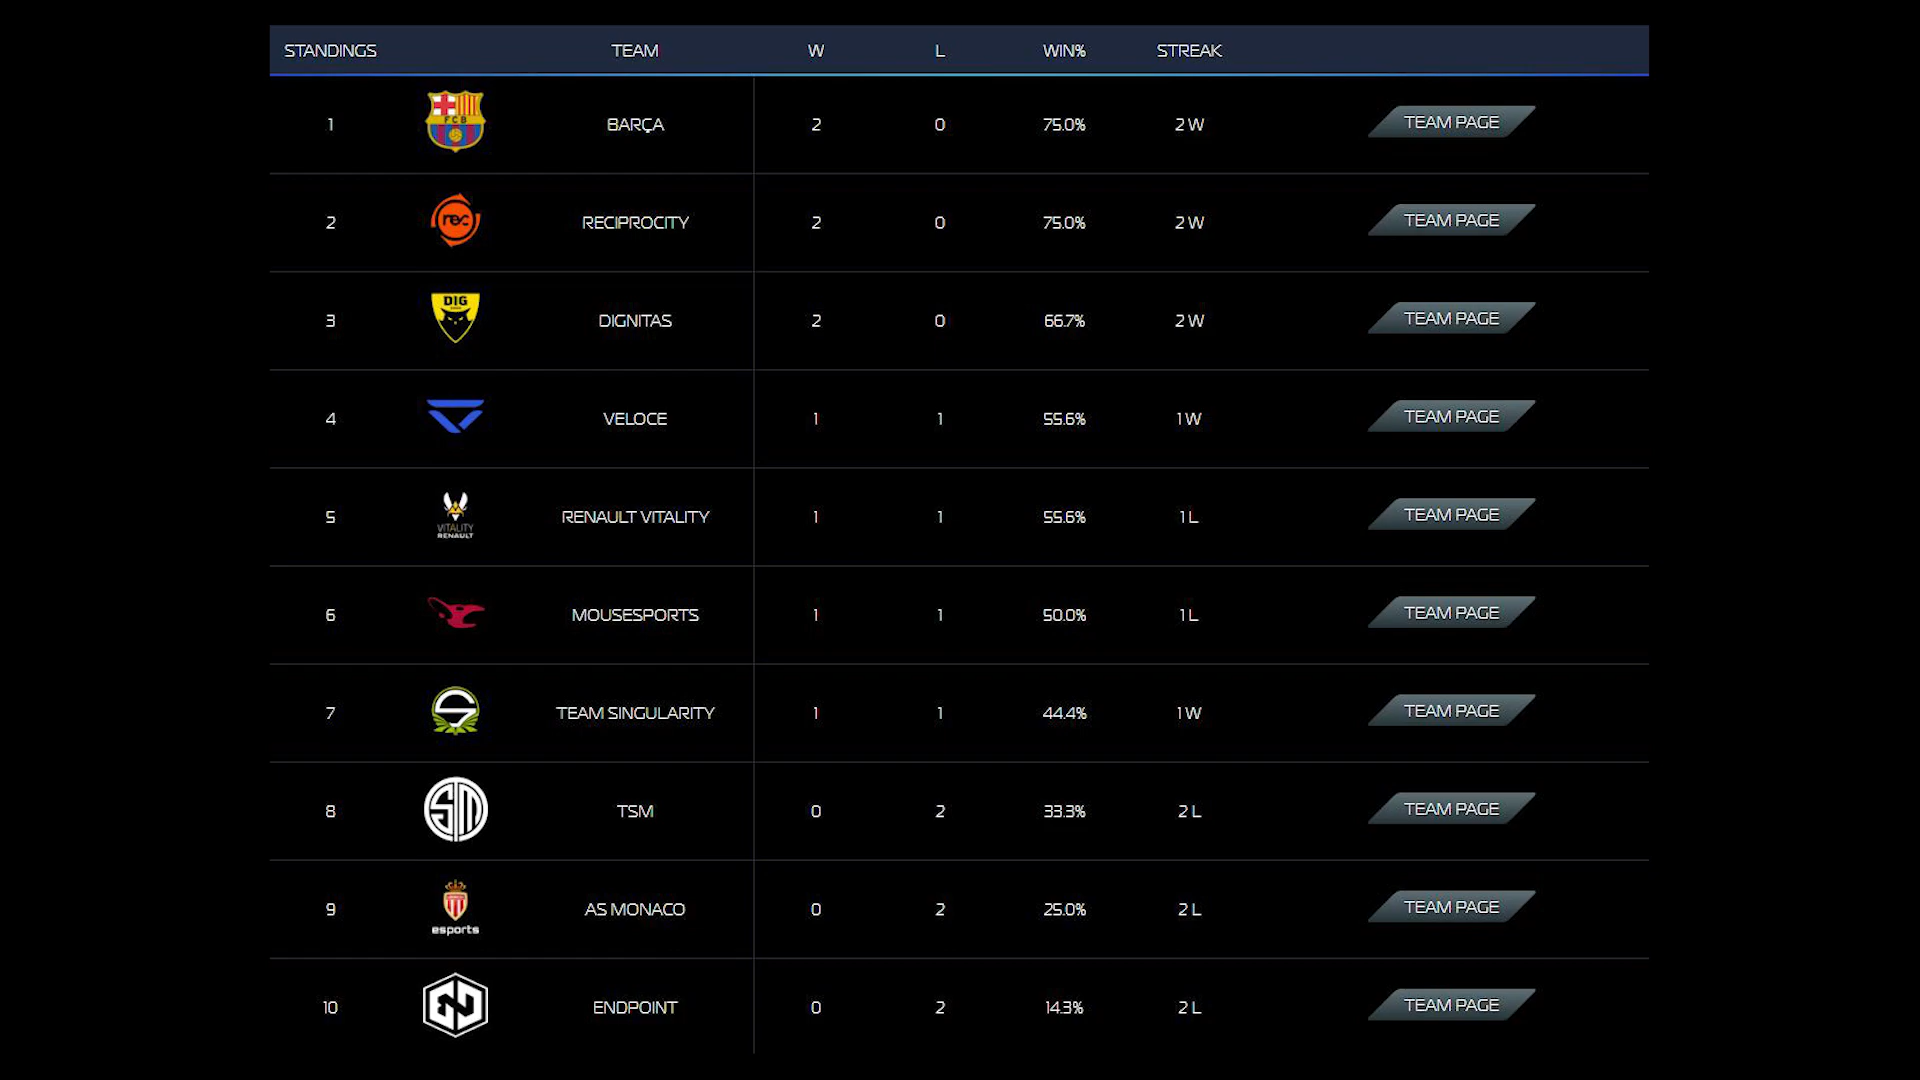 STANDINGS TEAM W L WIN% STREAK
1 FCB BARÇA 2 0 75.0% 2 W TEAM PAGE
2 rec RECIPROCITY 2 0 75.0% 2 W TEAM PAGE
3 DIG DIGNITAS 2 0 66.7% 2 W TEAM PAGE
4 VELOCE 1 1 55.6% 1 W TEAM PAGE
5 VITALITY RENAULT RENAULT VITALITY 1 1 55.6% 1 L TEAM PAGE
6 MOUSESPORTS 1 1 50.0% 1 L TEAM PAGE
7 TEAM SINGULARITY 1 1 44.4% 1 W TEAM PAGE
8 TSM TSM 0 2 33.3% 2 L TEAM PAGE
9 esports AS MONACO 0 2 25.0% 2 L TEAM PAGE
10 ENDPOINT 0 2 14.3% 2 L TEAM PAGE